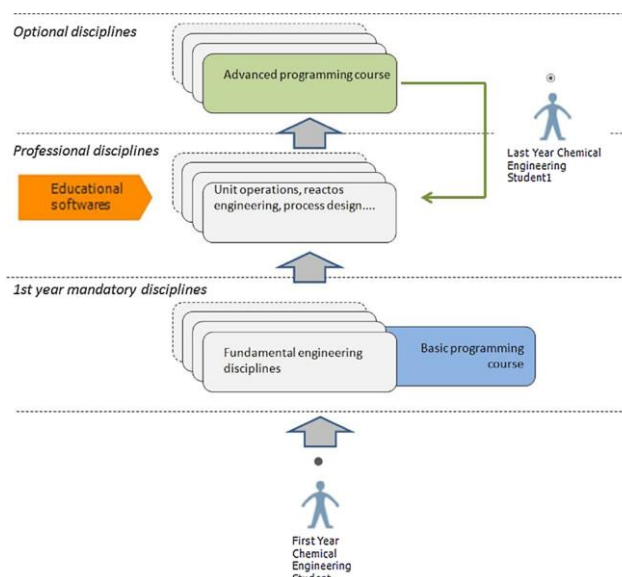 Optional disciplines
Advanced programming course
Last Year Chemical
Engineering
Student1
Professional disciplines
Educational
softwares
Unit operations, reactos
engineering, process design....
1st year mandatory disciplines
Fundamental engineering
disciplines
Basic programming
course
First Year
Chemical
Engineering
Student